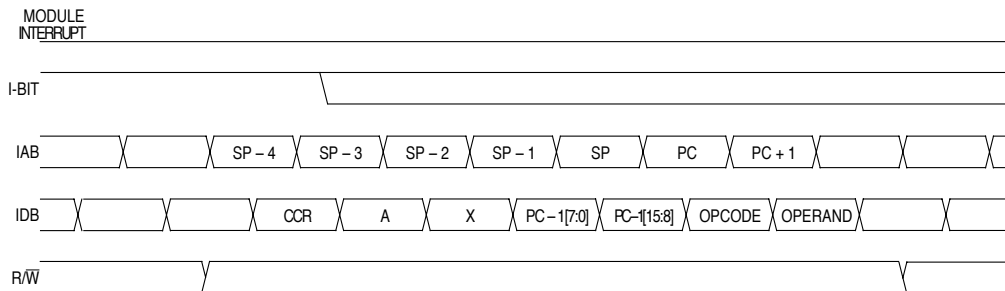 MODULE
INTERRUPT
I-BIT
IAB SP – 4 SP – 3 SP – 2 SP – 1 SP PC PC + 1
IDB CCR A X PC – 1[7:0] PC–1[15:8] OPCODE OPERAND
R/W̅